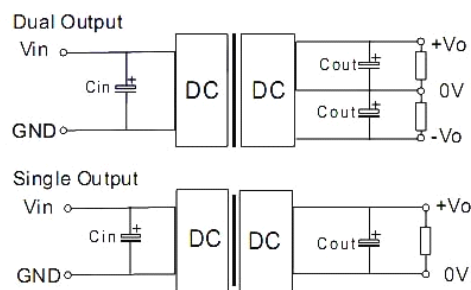 Dual Output
Vin
+Vo
Cout
+
Cin
+
DC
DC
0V
Cout
+
GND
-Vo
Single Output
Vin
+Vo
Cin
+
DC
DC
Cout
+
GND
0V